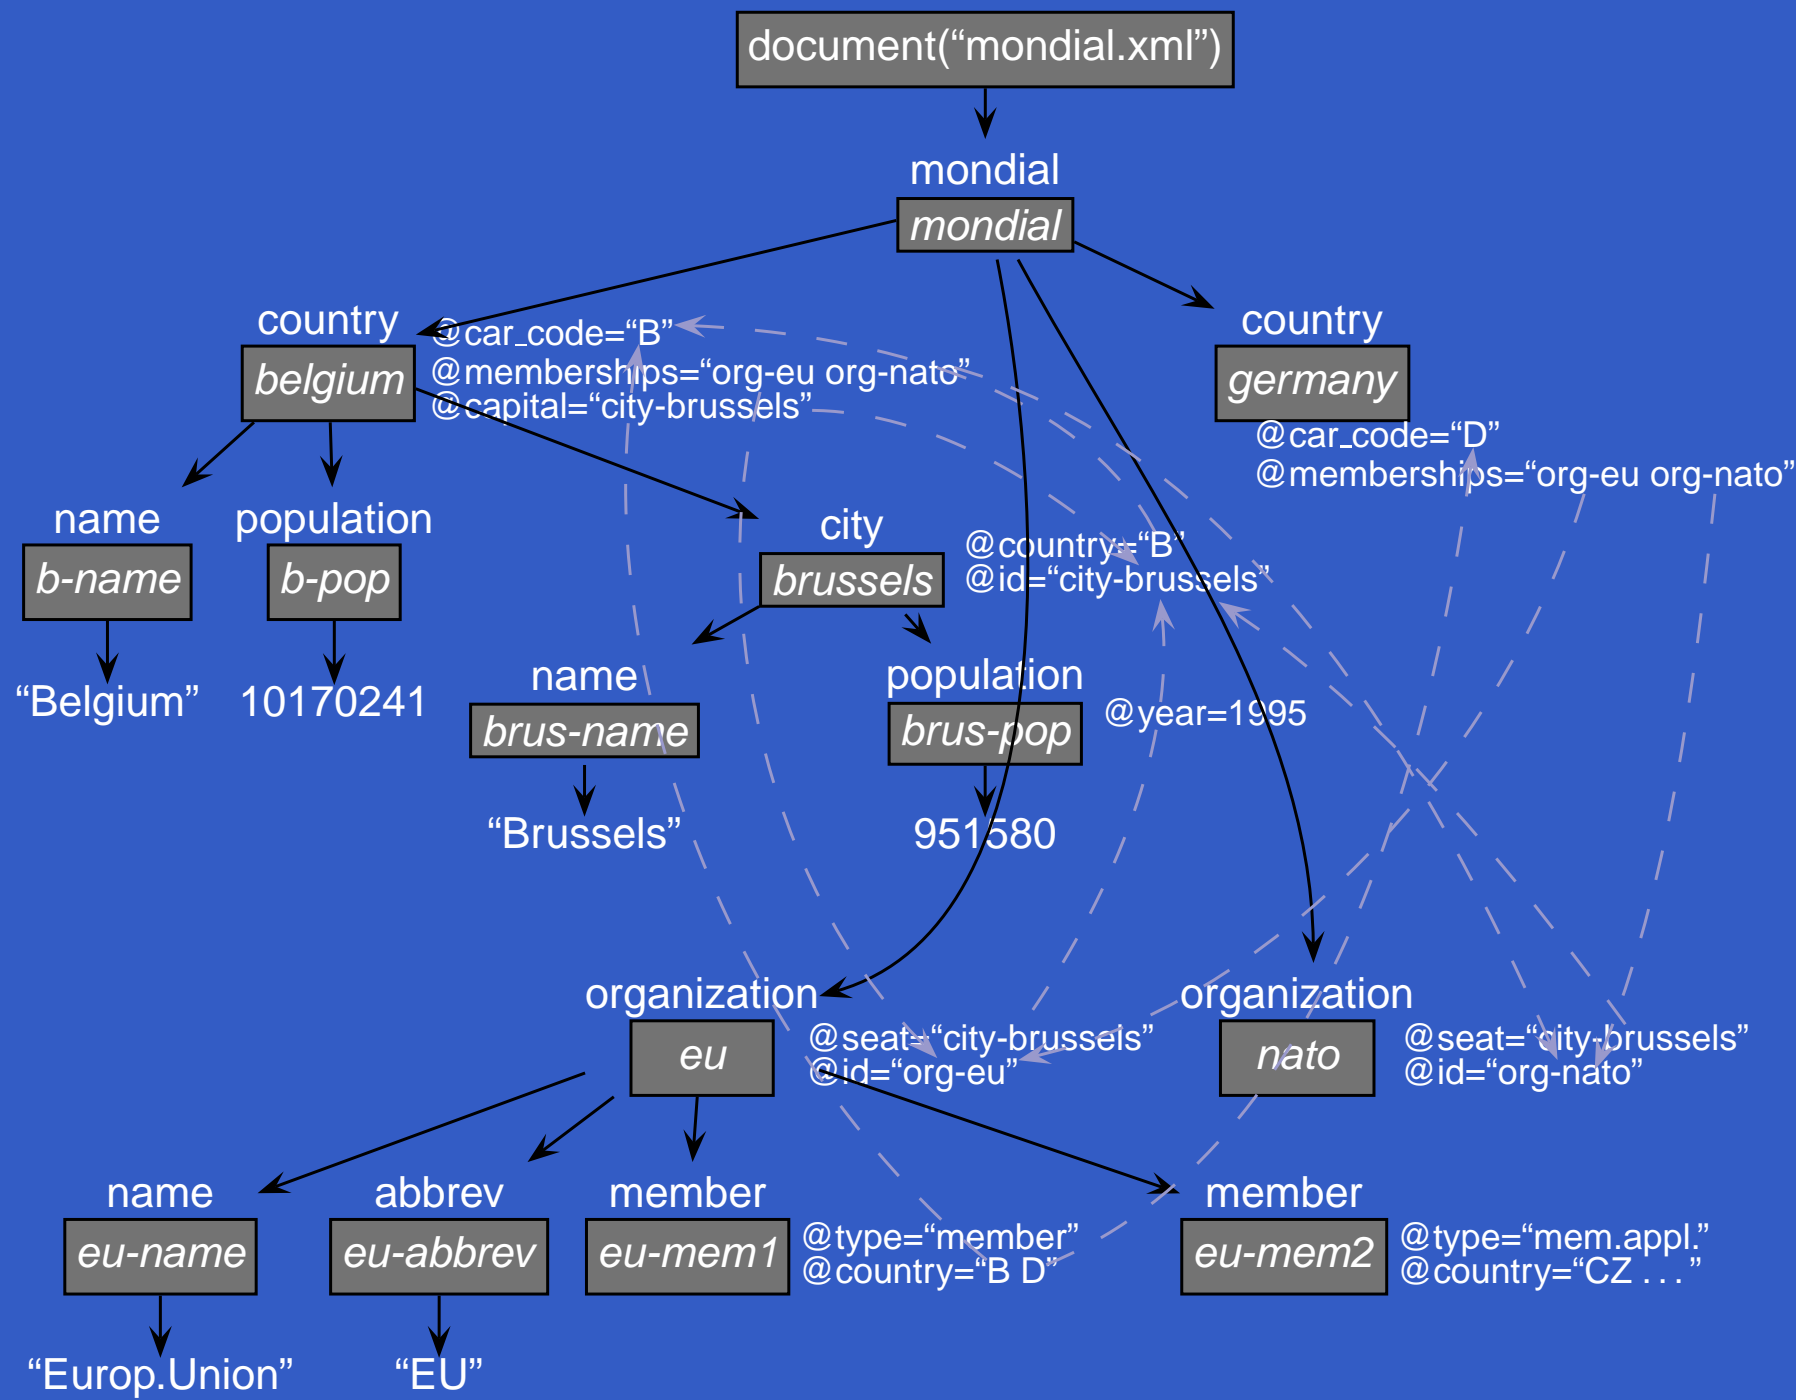 document(“mondial.xml”)
mondial
mondial
country
belgium
@car_code=“B”
@memberships=“org-eu org-nato”
@capital=“city-brussels”
country
germany
@car_code=“D”
@memberships=“org-eu org-nato”
name
b-name
“Belgium”
population
b-pop
10170241
city
brussels
@country=“B”
@id=“city-brussels”
name
brus-name
“Brussels”
population
brus-pop
@year=1995
951580
organization
eu
@seat=“city-brussels”
@id=“org-eu”
organization
nato
@seat=“city-brussels”
@id=“org-nato”
name
eu-name
“Europ.Union”
abbrev
eu-abbrev
“EU”
member
eu-mem1
@type=“member”
@country=“B D”
member
eu-mem2
@type=“mem.appl.”
@country=“CZ . . . ”